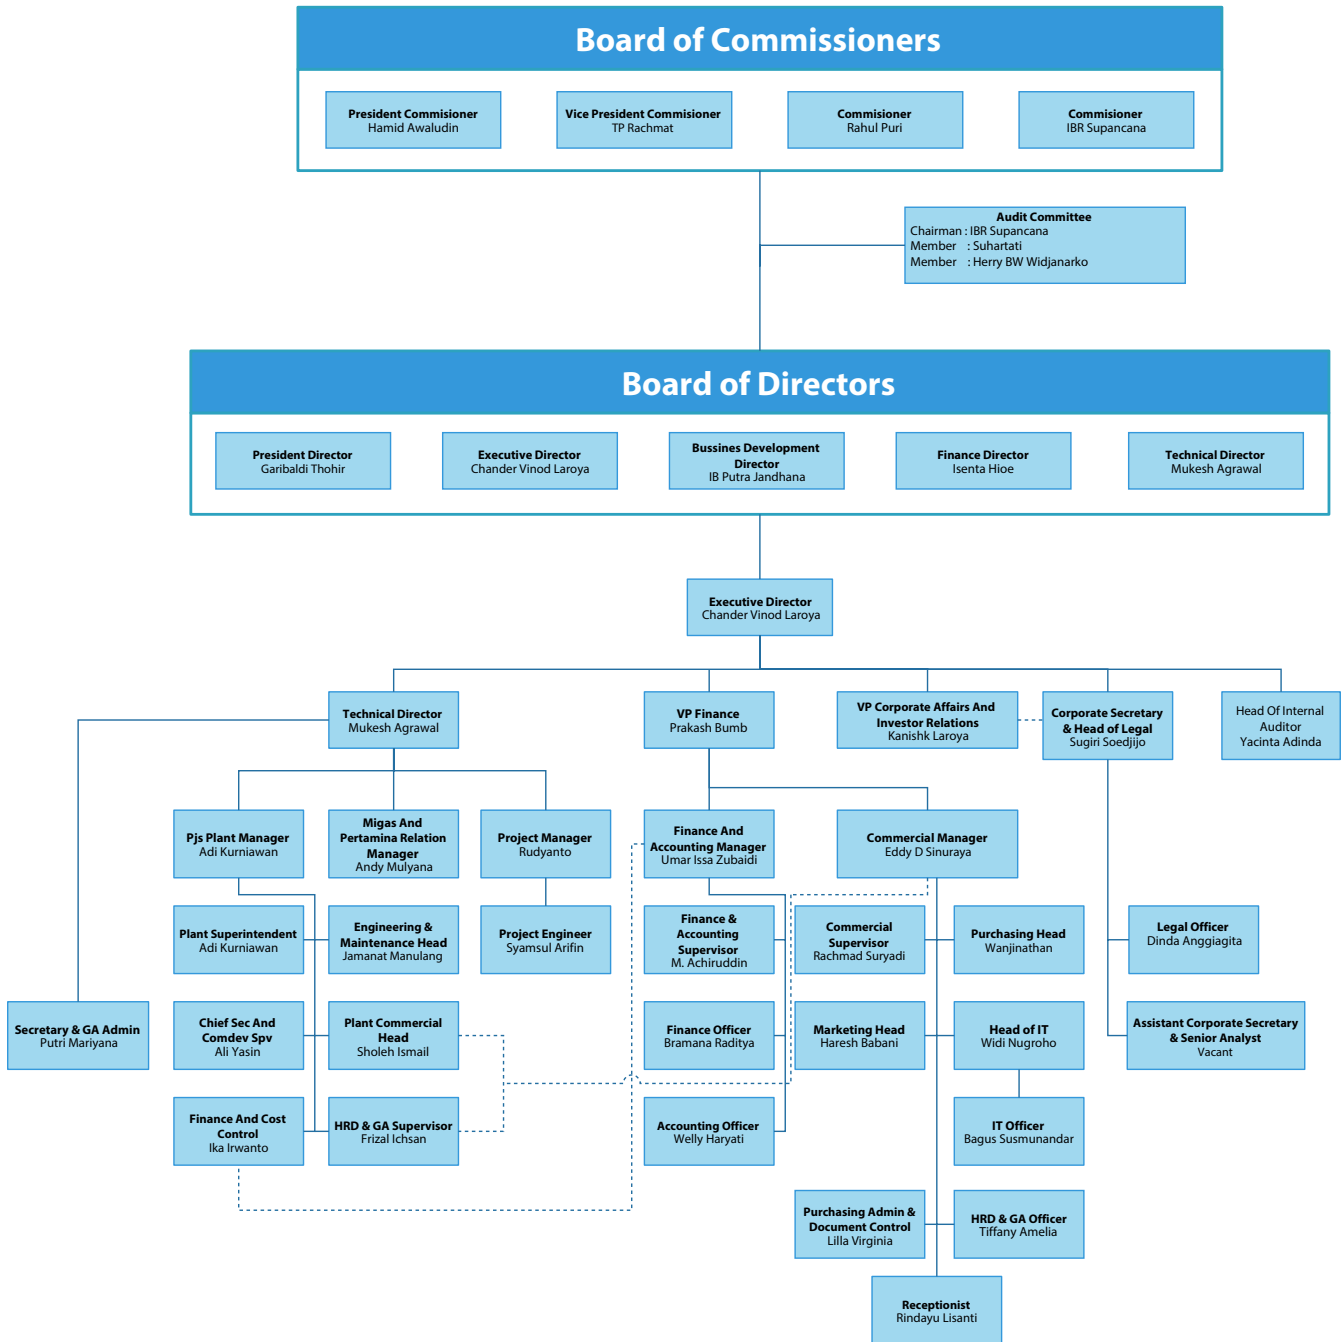 Board of Commissioners
President Commisioner
Hamid Awaludin
Vice President Commisioner
TP Rachmat
Commisioner
Rahul Puri
Commisioner
IBR Supancana
Audit Committee
Chairman : IBR Supancana
Member : Suhartati
Member : Herry BW Widjanarko
Board of Directors
President Director
Garibaldi Thohir
Executive Director
Chander Vinod Laroya
Bussines Development
Director
IB Putra Jandhana
Finance Director
Isenta Hioe
Technical Director
Mukesh Agrawal
Executive Director
Chander Vinod Laroya
Technical Director
Mukesh Agrawal
VP Finance
Prakash Bumb
VP Corporate Affairs And
Investor Relations
Kanishk Laroya
Corporate Secretary
& Head of Legal
Sugiri Soedjijo
Head Of Internal
Auditor
Yacinta Adinda
Pjs Plant Manager
Adi Kurniawan
Migas And
Pertamina Relation
Manager
Andy Mulyana
Project Manager
Rudyanto
Finance And
Accounting Manager
Umar Issa Zubaidi
Commercial Manager
Eddy D Sinuraya
Plant Superintendent
Adi Kurniawan
Engineering &
Maintenance Head
Jamanat Manulang
Project Engineer
Syamsul Arifin
Finance &
Accounting
Supervisor
M. Achiruddin
Commercial
Supervisor
Rachmad Suryadi
Purchasing Head
Wanjinathan
Legal Officer
Dinda Anggiagita
Secretary & GA Admin
Putri Mariyana
Chief Sec And
Comdev Spv
Ali Yasin
Plant Commercial
Head
Sholeh Ismail
Finance Officer
Bramana Raditya
Marketing Head
Haresh Babani
Head of IT
Widi Nugroho
Assistant Corporate Secretary
& Senior Analyst
Vacant
Finance And Cost
Control
Ika Irwanto
HRD & GA Supervisor
Frizal Ichsan
Accounting Officer
Welly Haryati
IT Officer
Bagus Susmunandar
Purchasing Admin &
Document Control
Lilla Virginia
HRD & GA Officer
Tiffany Amelia
Receptionist
Rindayu Lisanti